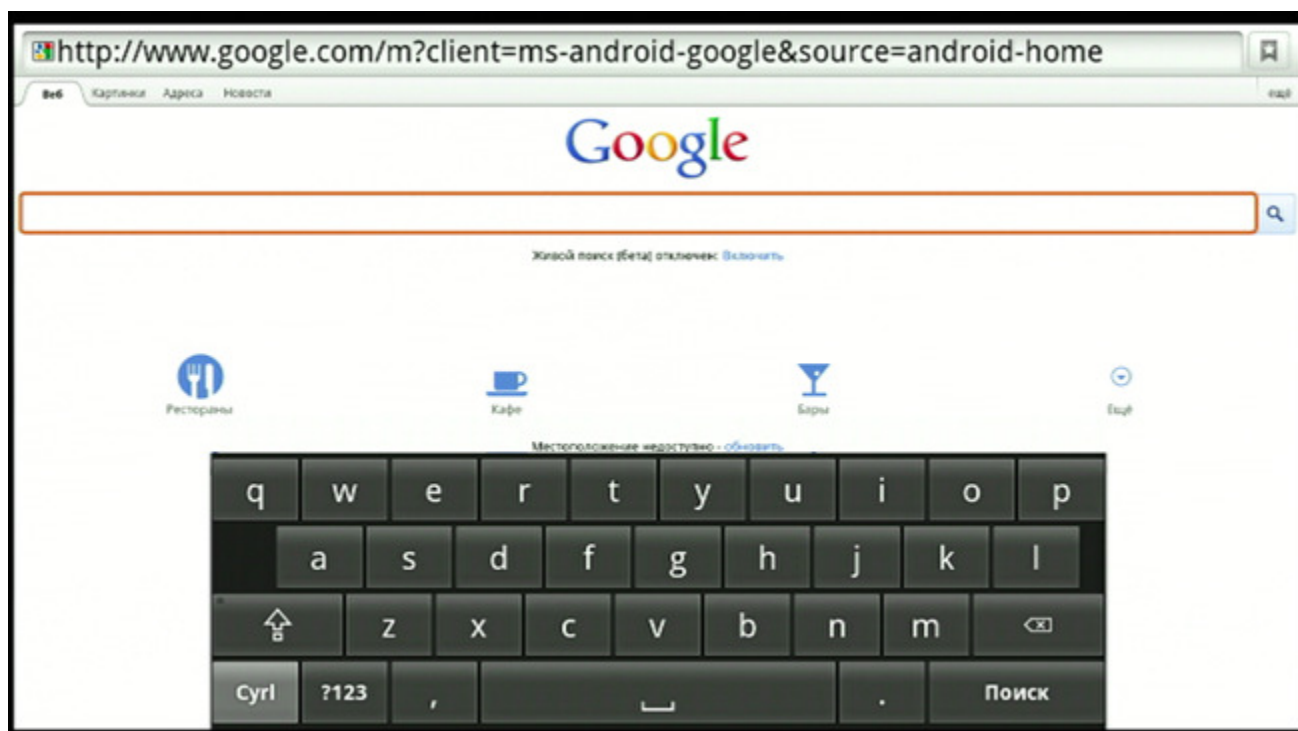 http://www.google.com/m?client=ms-android-google&source=android-home
Веб Картинки Адреса Новости ещё
Google
Живой поиск (бета) отключен: Включить
Рестораны Кафе Бары Ещё
Местоположение недоступно - обновить
q w e r t y u i o p
a s d f g h j k l
z x c v b n m
Cyrl ?123 , . Поиск